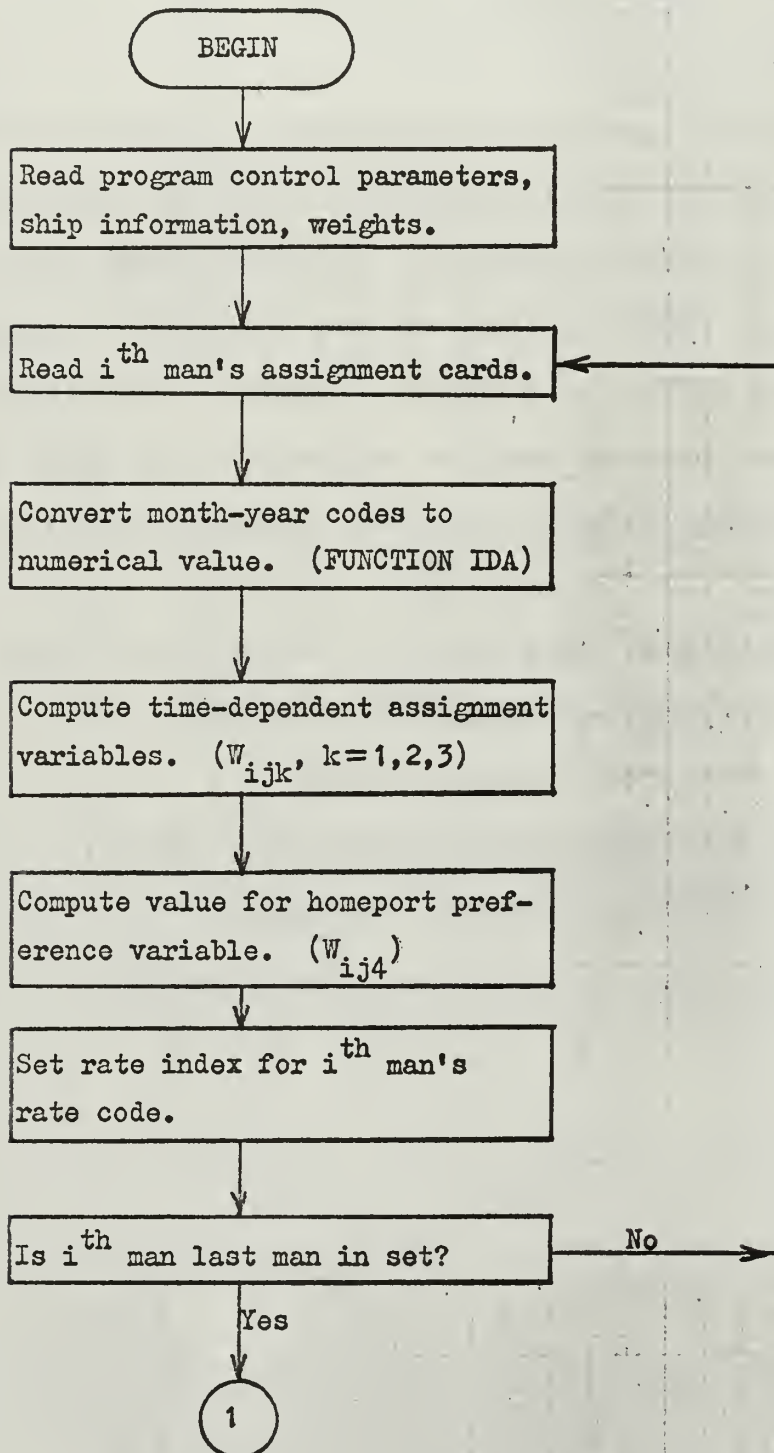 BEGIN
Read program control parameters,
ship information, weights.
Read i^th man's assignment cards.
Convert month-year codes to
numerical value. (FUNCTION IDA)
Compute time-dependent assignment
variables. (W_ijk, k=1,2,3)
Compute value for homeport pref-
erence variable. (W_ij4)
Set rate index for i^th man's
rate code.
Is i^th man last man in set?
No
Yes
1